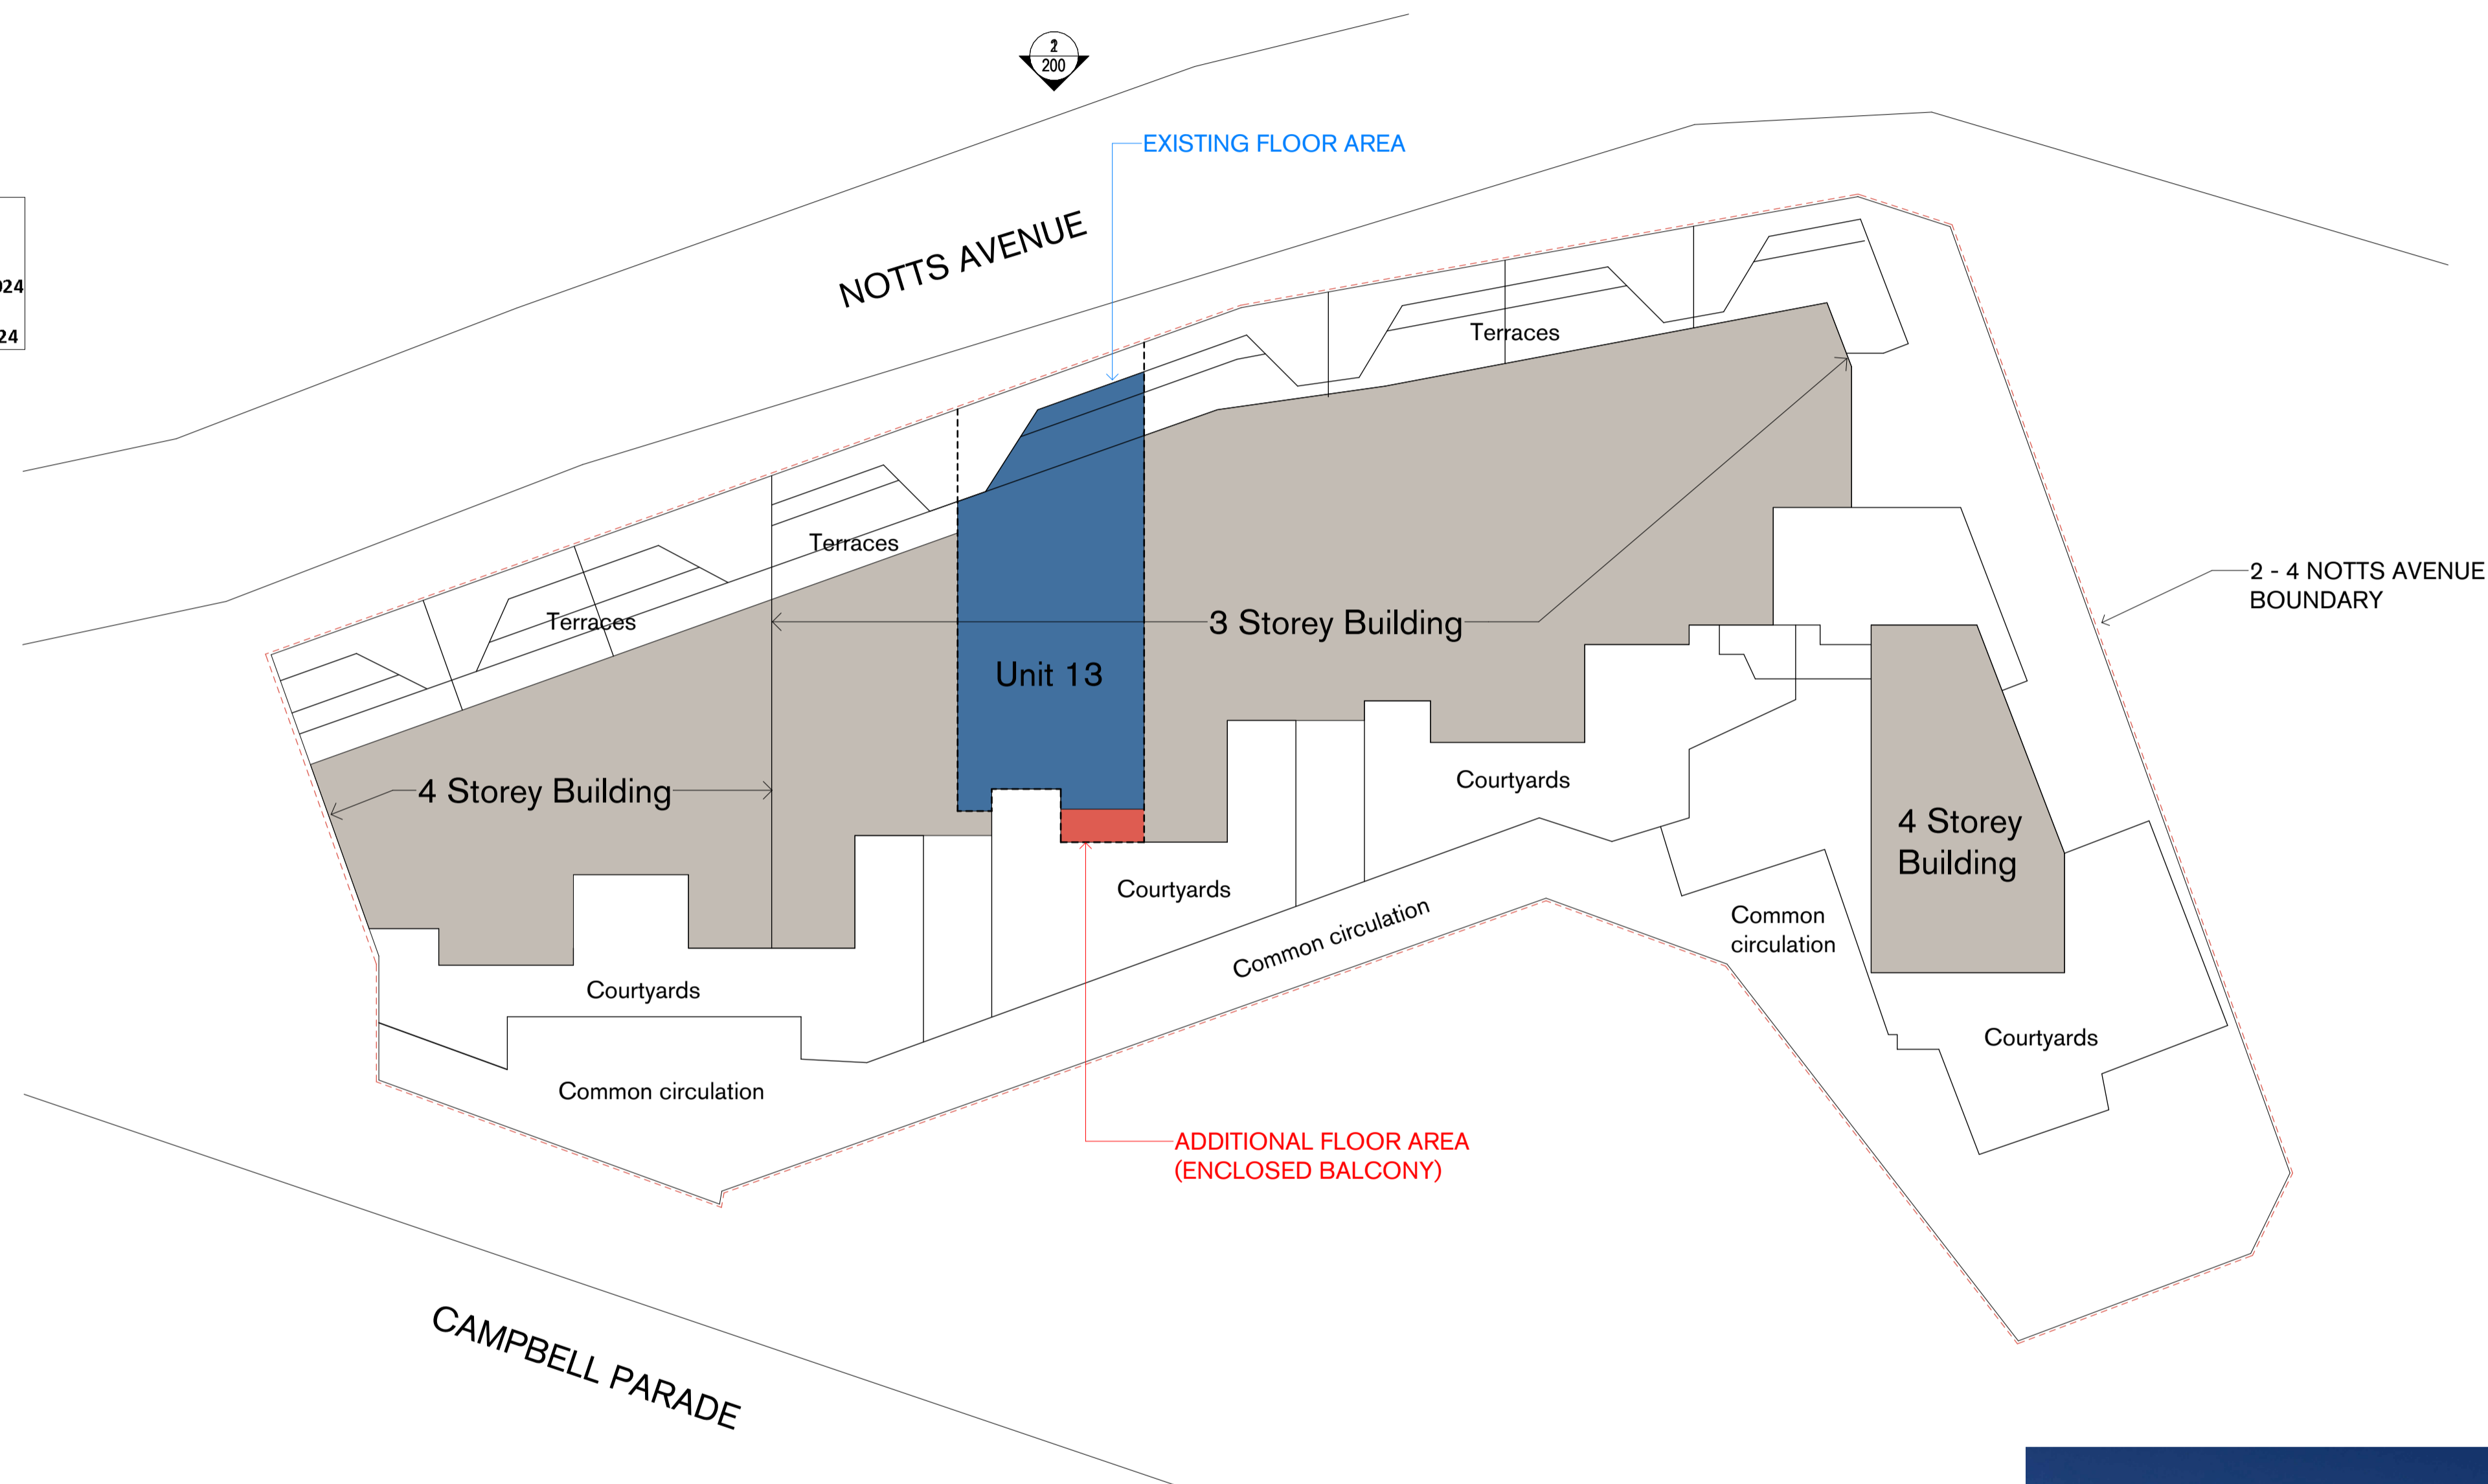 2
200
EXISTING FLOOR AREA
NOTTS AVENUE
024
24
Terraces
Terraces
Terraces
2 - 4 NOTTS AVENUE
BOUNDARY
3 Storey Building
Unit 13
4 Storey Building
Courtyards
4 Storey
Building
Courtyards
Common circulation
Common
circulation
Courtyards
Courtyards
Common circulation
ADDITIONAL FLOOR AREA
(ENCLOSED BALCONY)
CAMPBELL PARADE